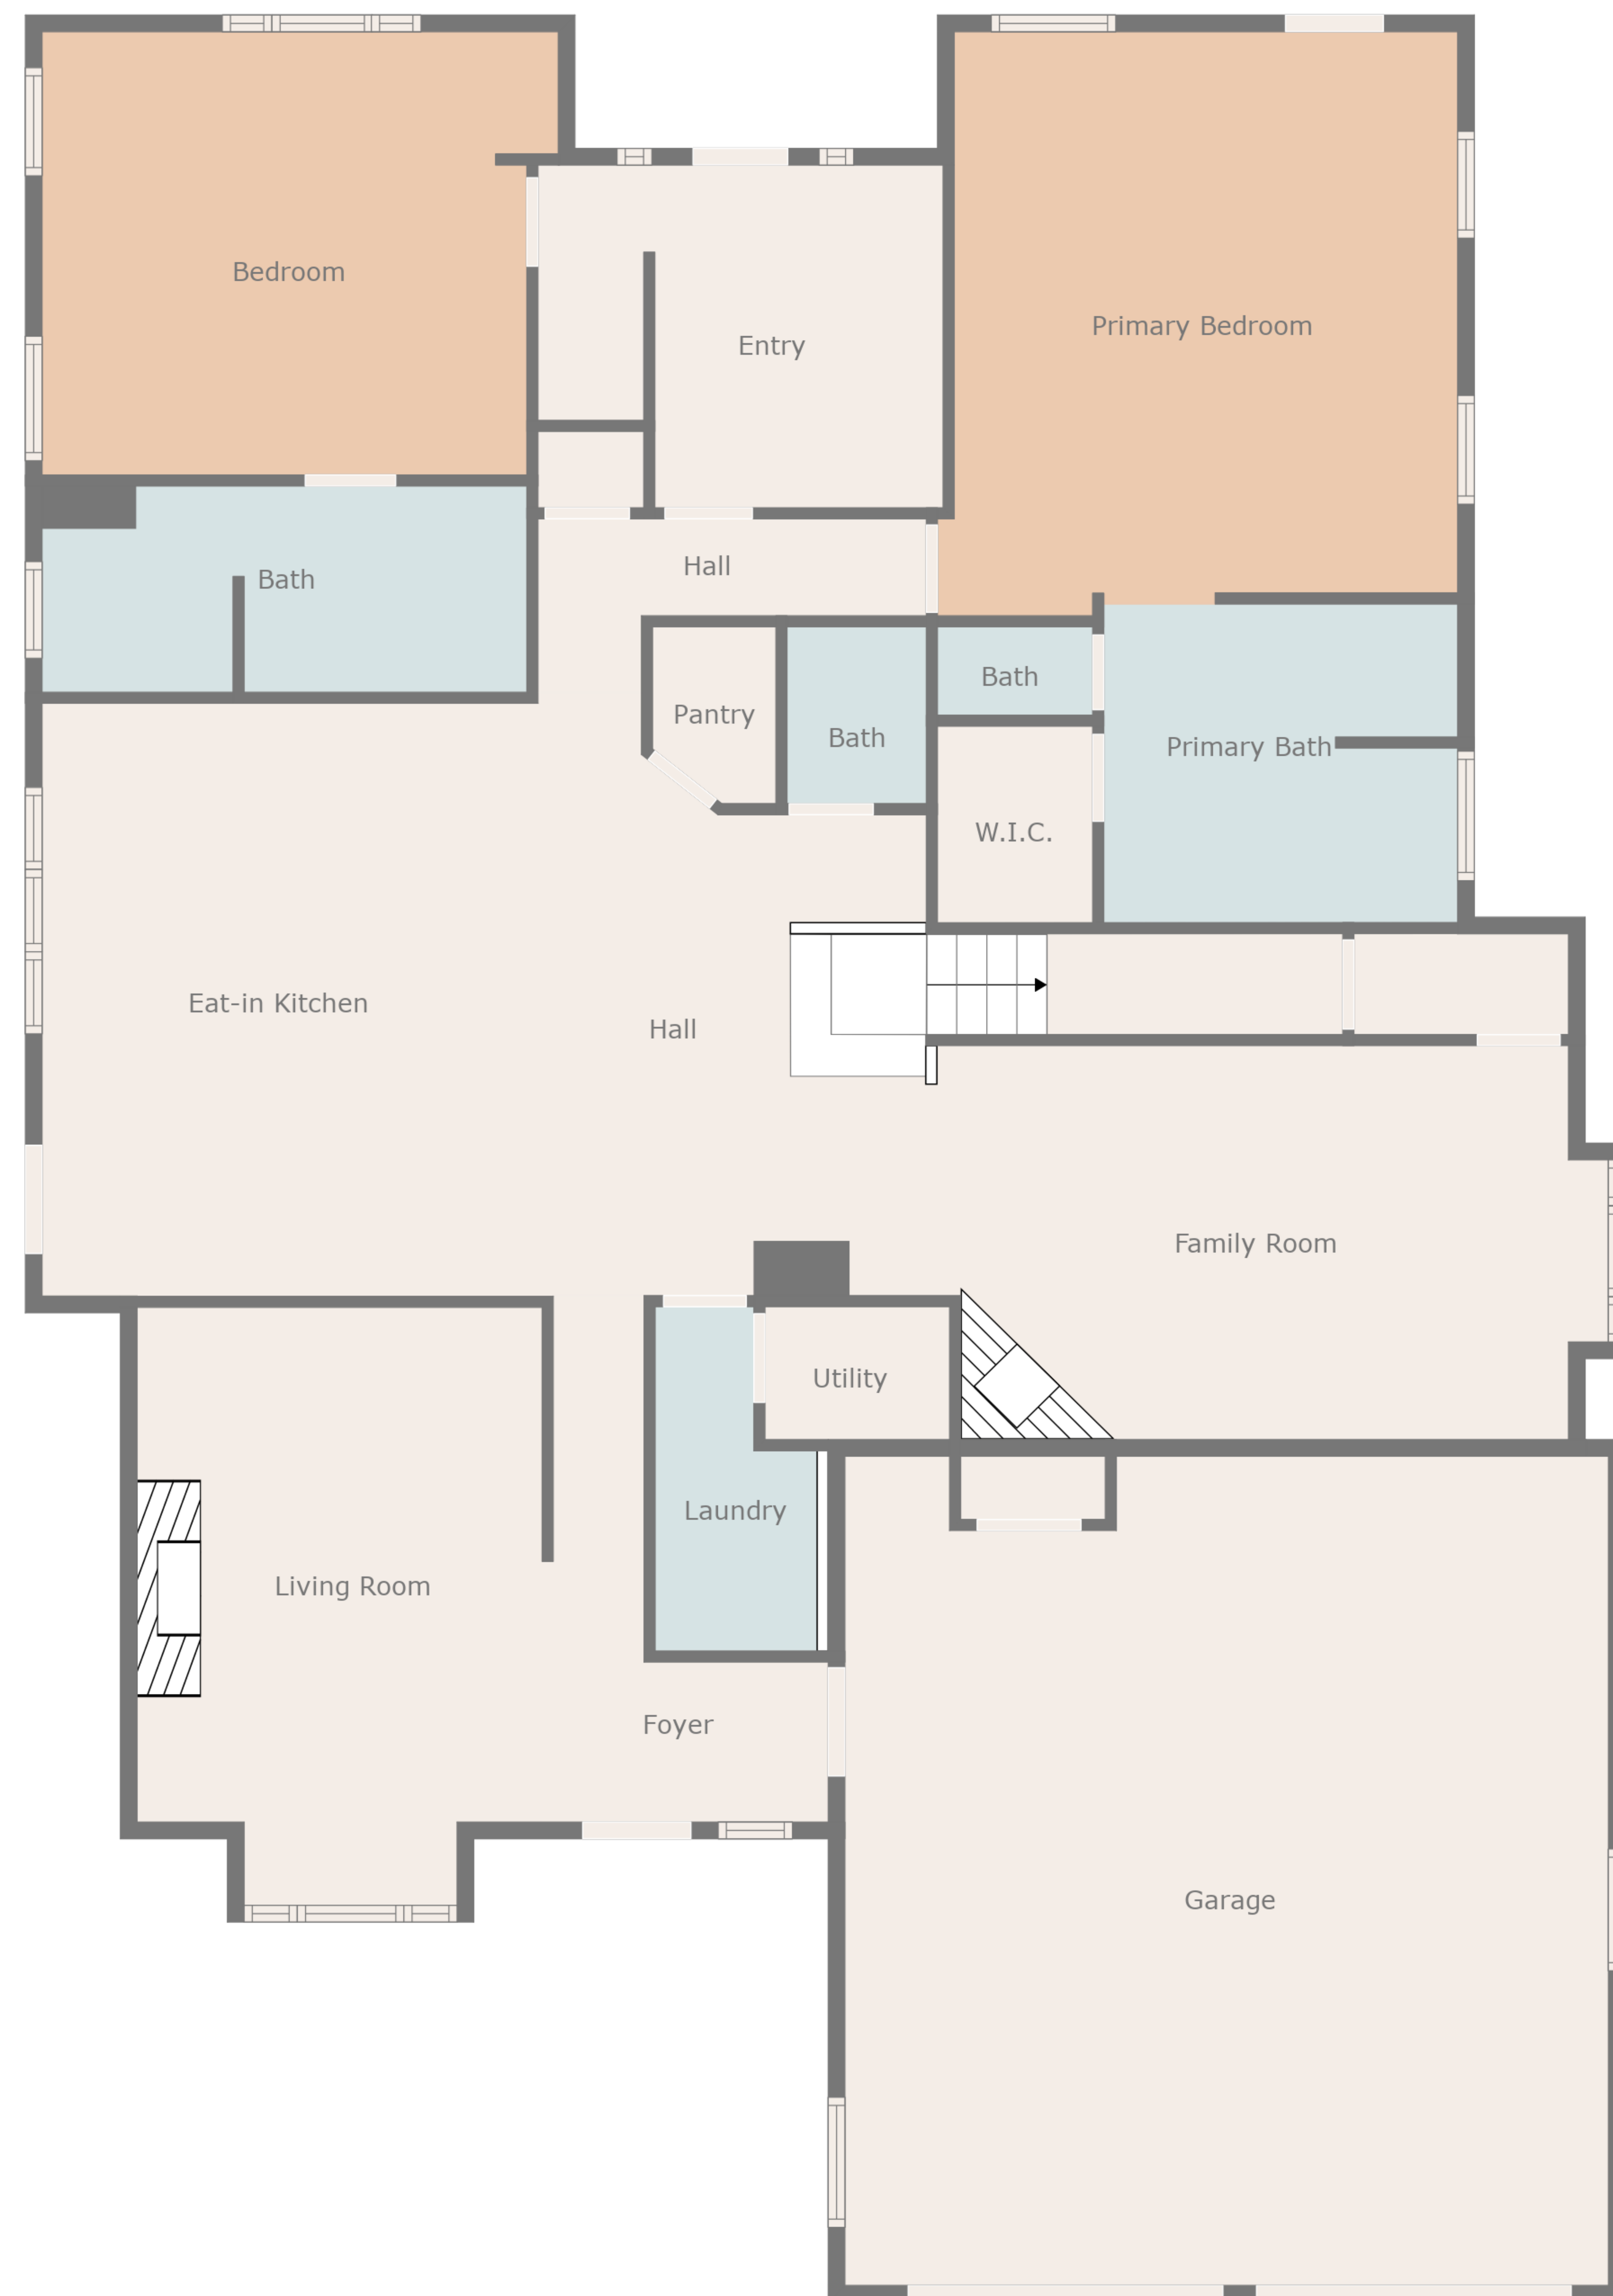 Bedroom
Primary Bedroom
Entry
Hall
Bath
Bath
Pantry
Bath
Primary Bath
W.I.C.
Eat-in Kitchen
Hall
Family Room
Utility
Laundry
Living Room
Foyer
Garage